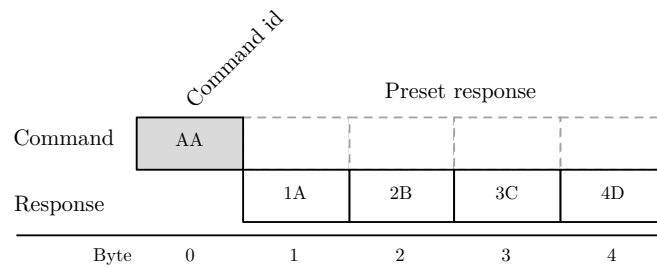 Command id
Preset response
Command AA
Response 1A 2B 3C 4D
Byte 0 1 2 3 4